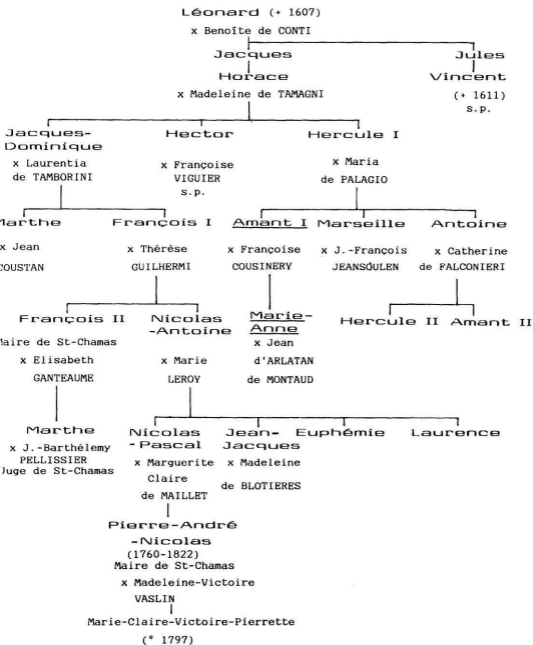 Léonard (+ 1607)
x Benoîte de CONTI
Jacques Jules
Horace Vincent
x Madeleine de TAMAGNI (+ 1611)
s.p.
Jacques- Hector Hercule I
Dominique
x Laurentia x Françoise x Maria
de TAMBORINI VIGUIER de PALAGIO
s.p.
Marthe François I Amant I Marseille Antoine
x Jean x Thérèse x Françoise x J.-François x Catherine
COUSTAN GUILHERMI COUSINERY JEANSÓULEN de FALCONIERI
François II Nicolas Marie- Hercule II Amant II
-Antoine Anne
Maire de St-Chamas x Jean
x Elisabeth x Marie d'ARLATAN
GANTEAUME LEROY de MONTAUD
Marthe Nicolas Jean- Euphémie Laurence
-Pascal Jacques
x J.-Barthélemy x Marguerite x Madeleine
PELLISSIER Claire de BLOTIERES
Juge de St-Chamas de MAILLET
Pierre-André
-Nicolas
(1760-1822)
Maire de St-Chamas
x Madeleine-Victoire
VASLIN
Marie-Claire-Victoire-Pierrette
(° 1797)